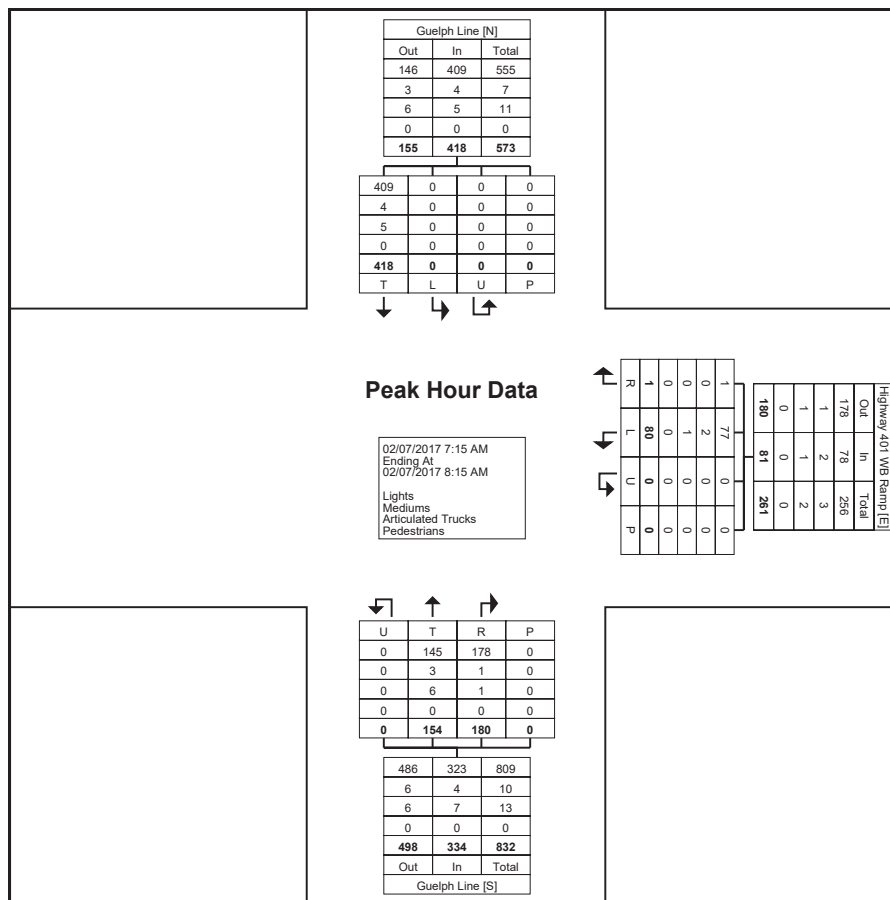 Guelph Line [N]
Out In Total
146 409 555
3 4 7
6 5 11
0 0 0
155 418 573
409 0 0 0
4 0 0 0
5 0 0 0
0 0 0 0
418 0 0 0
T L U P
Peak Hour Data
02/07/2017 7:15 AM
Ending At
02/07/2017 8:15 AM
Lights
Mediums
Articulated Trucks
Pedestrians
Highway 401 WB Ramp [E]
Out In Total
178 78 256
1 2 3
1 1 2
0 0 0
180 81 261
1 77 0 0
0 2 0 0
0 1 0 0
0 0 0 0
1 80 0 0
R L U P
U T R P
0 145 178 0
0 3 1 0
0 6 1 0
0 0 0 0
0 154 180 0
486 323 809
6 4 10
6 7 13
0 0 0
498 334 832
Out In Total
Guelph Line [S]